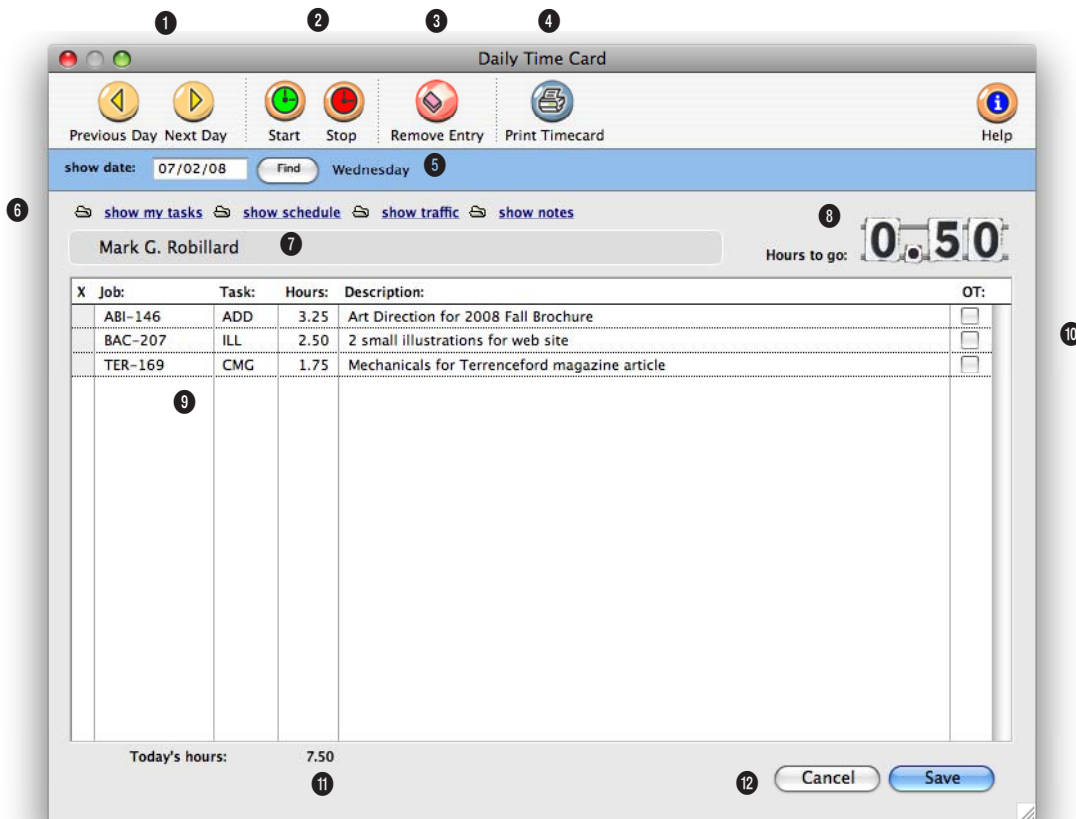 1 2 3 4
Daily Time Card
Previous Day Next Day Start Stop Remove Entry Print Timecard Help
show date: 07/02/08 Find Wednesday 5
6 show my tasks show schedule show traffic show notes 8
Mark G. Robillard 7 Hours to go: 0.50
X Job: Task: Hours: Description: OT:
ABI-146 ADD 3.25 Art Direction for 2008 Fall Brochure
BAC-207 ILL 2.50 2 small illustrations for web site 10
TER-169 CMG 1.75 Mechanicals for Terrenceford magazine article
9
Today's hours: 7.50
11 12 Cancel Save